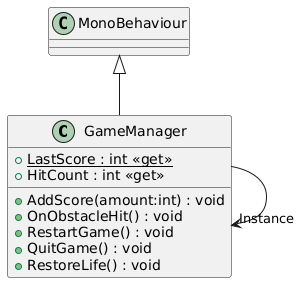 C MonoBehaviour
C GameManager
LastScore : int «get»
HitCount : int «get»
AddScore(amount:int) : void
OnObstacleHit() : void
RestartGame() : void
QuitGame() : void
RestoreLife() : void
Instance